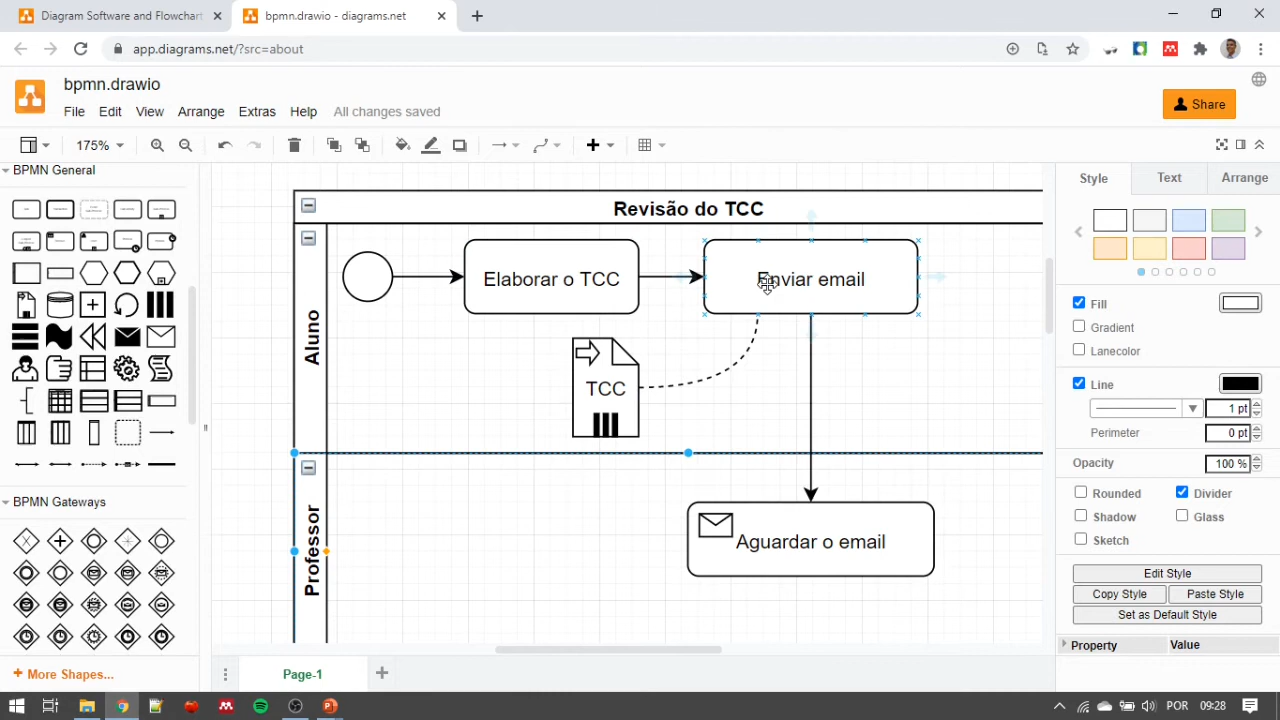 Diagram Software and Flowchart
bpmn.drawio - diagrams.net
app.diagrams.net/?src=about
bpmn.drawio
File Edit View Arrange Extras Help All changes saved
Share
175%
BPMN General
Style Text Arrange
Revisão do TCC
Aluno
Elaborar o TCC
Enviar email
TCC
Professor
Aguardar o email
Fill
Gradient
Lanecolor
Line
1 pt
Perimeter 0 pt
Opacity 100 %
Rounded Divider
Shadow Glass
Sketch
Edit Style
Copy Style Paste Style
Set as Default Style
Property Value
BPMN Gateways
More Shapes...
Page-1
POR 09:28